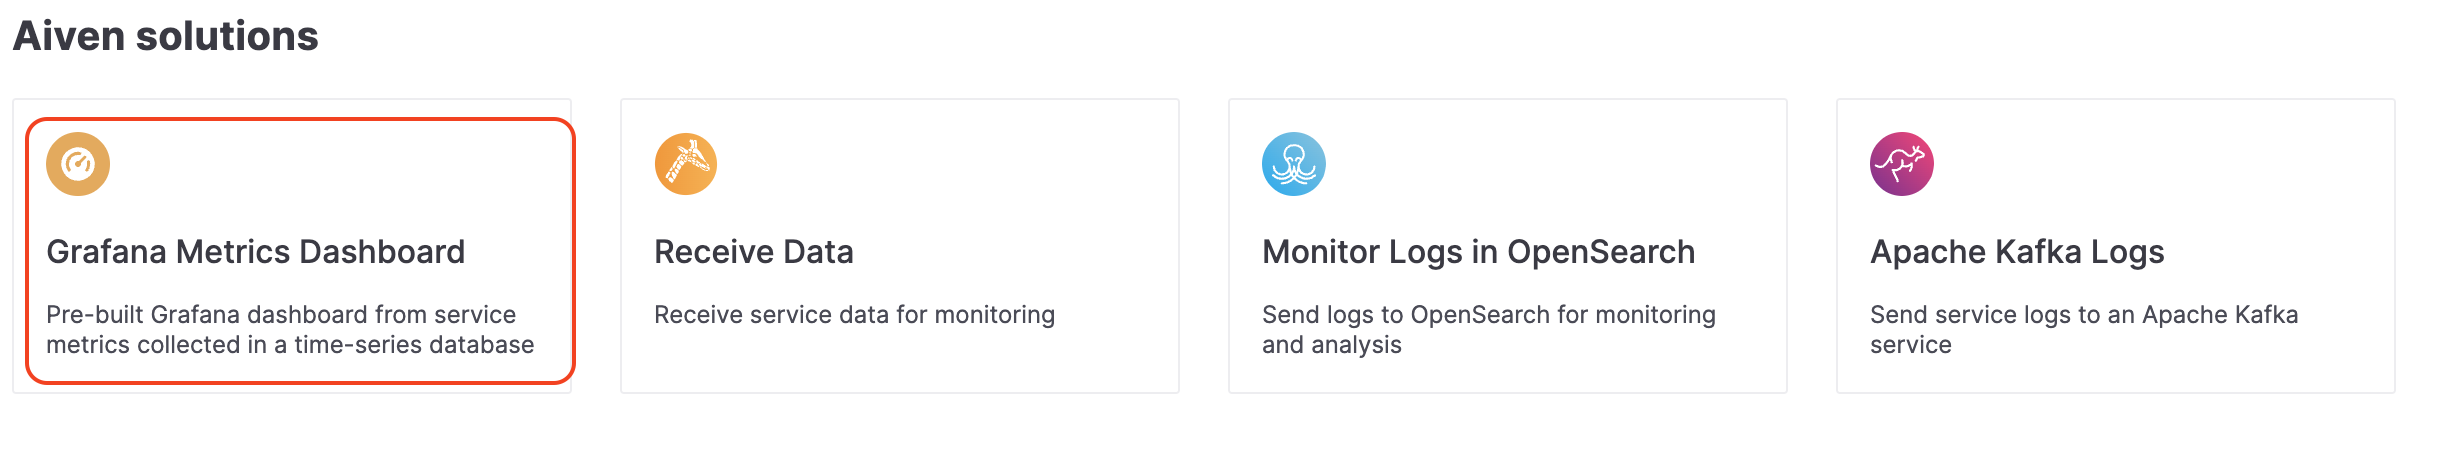 Aiven solutions
Grafana Metrics Dashboard
Pre-built Grafana dashboard from service
metrics collected in a time-series database
Receive Data
Receive service data for monitoring
Monitor Logs in OpenSearch
Send logs to OpenSearch for monitoring
and analysis
Apache Kafka Logs
Send service logs to an Apache Kafka
service